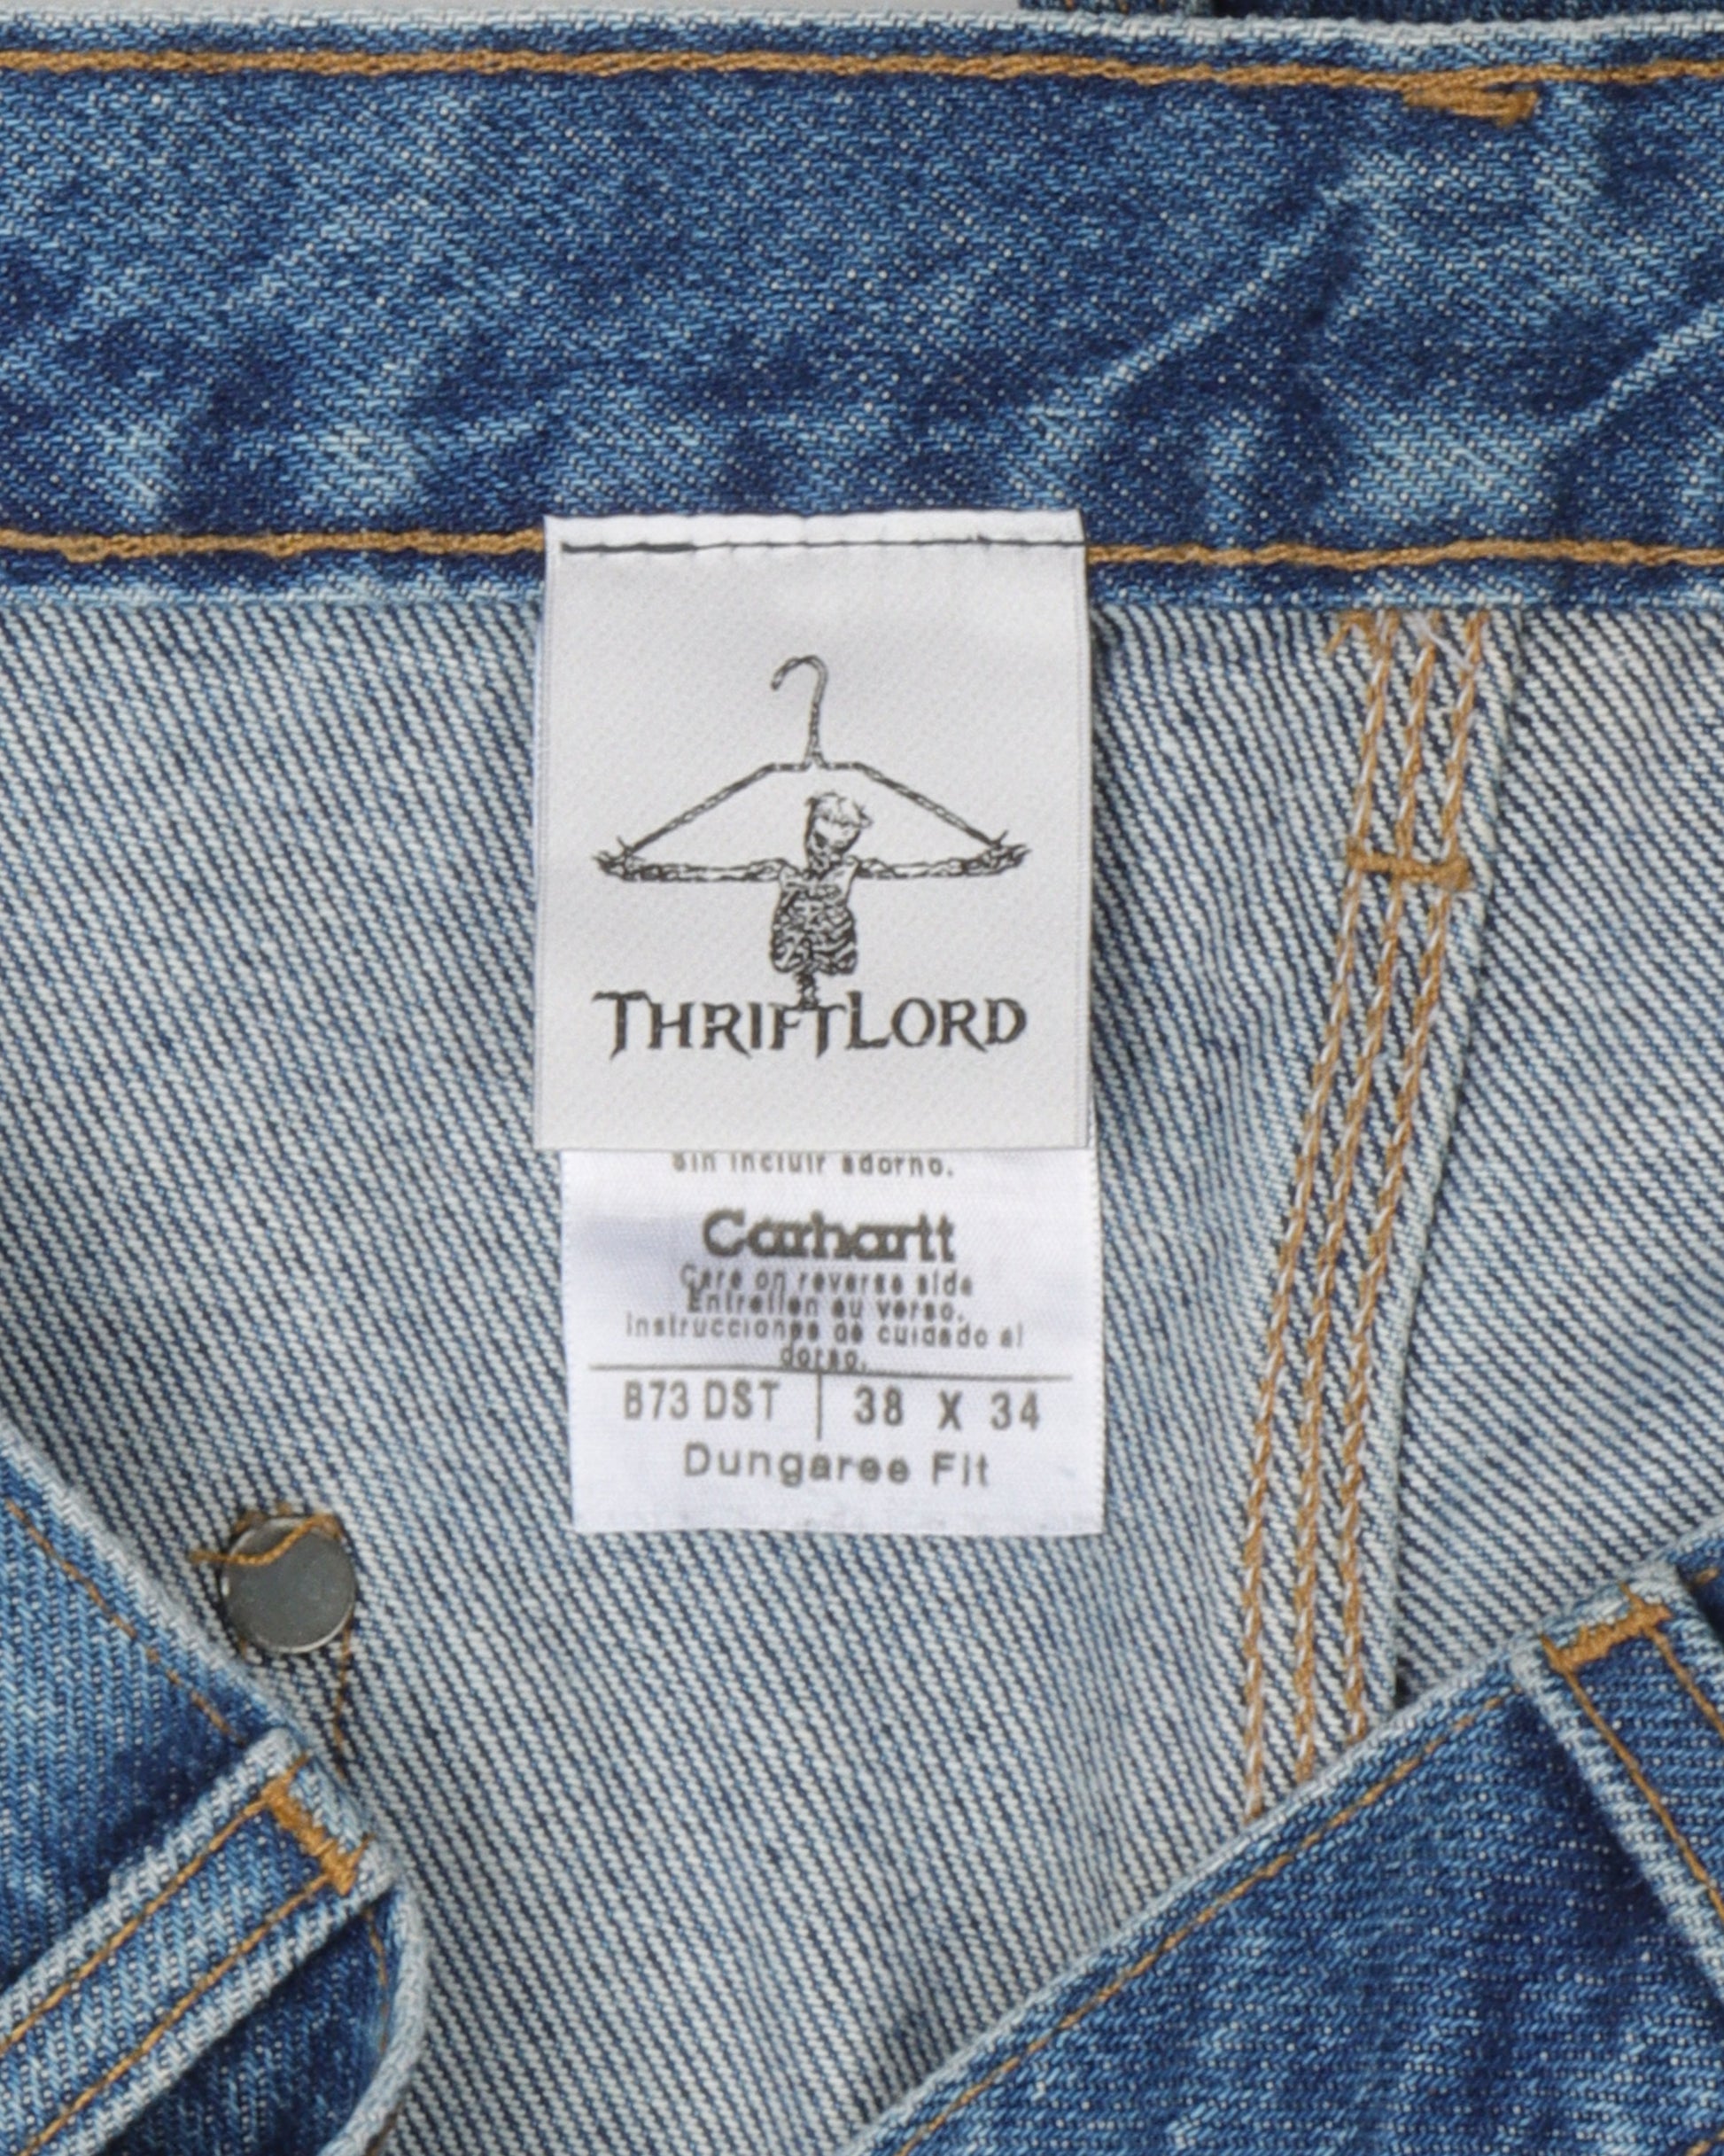 THRIFTLORD
sin incluir adorno.
Carhartt
Care on reverse side
Entretien au verso.
Instrucciones de cuidado al
dorso.
B73 DST | 38 X 34
Dungaree Fit